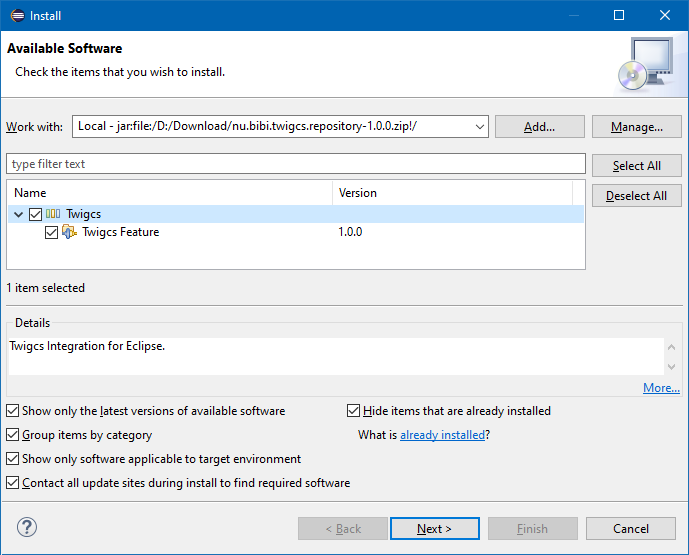 Install
Available Software
Check the items that you wish to install.
Work with: Local - jar:file:/D:/Download/nu.bibi.twigcs.repository-1.0.0.zip!/ Add... Manage...
type filter text Select All
Deselect All
Name Version
Twigcs
Twigcs Feature 1.0.0
1 item selected
Details
Twigcs Integration for Eclipse.
More...
Show only the latest versions of available software Hide items that are already installed
Group items by category What is already installed?
Show only software applicable to target environment
Contact all update sites during install to find required software
? < Back Next > Finish Cancel